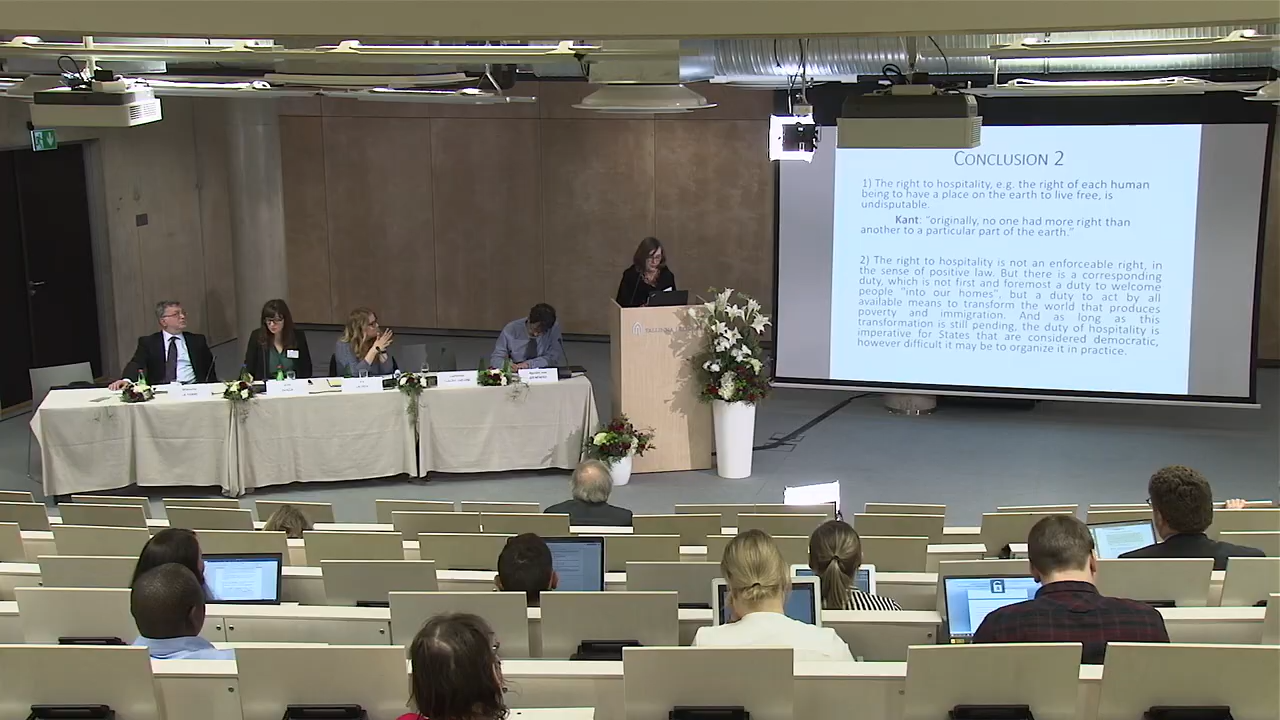 CONCLUSION 2
1) The right to hospitality, e.g. the right of each human
being to have a place on the earth to live free, is
undisputable.
Kant: "originally, no one had more right than
another to a particular part of the earth."
2) The right to hospitality is not an enforceable right, in
the sense of positive law. But there is a corresponding
duty, which is not first and foremost a duty to welcome
people "into our homes", but a duty to act by all
available means to transform the world that produces
poverty and immigration. And as long as this
transformation is still pending, the duty of hospitality is
imperative for States that are considered democratic,
however difficult it may be to organize it in practice.